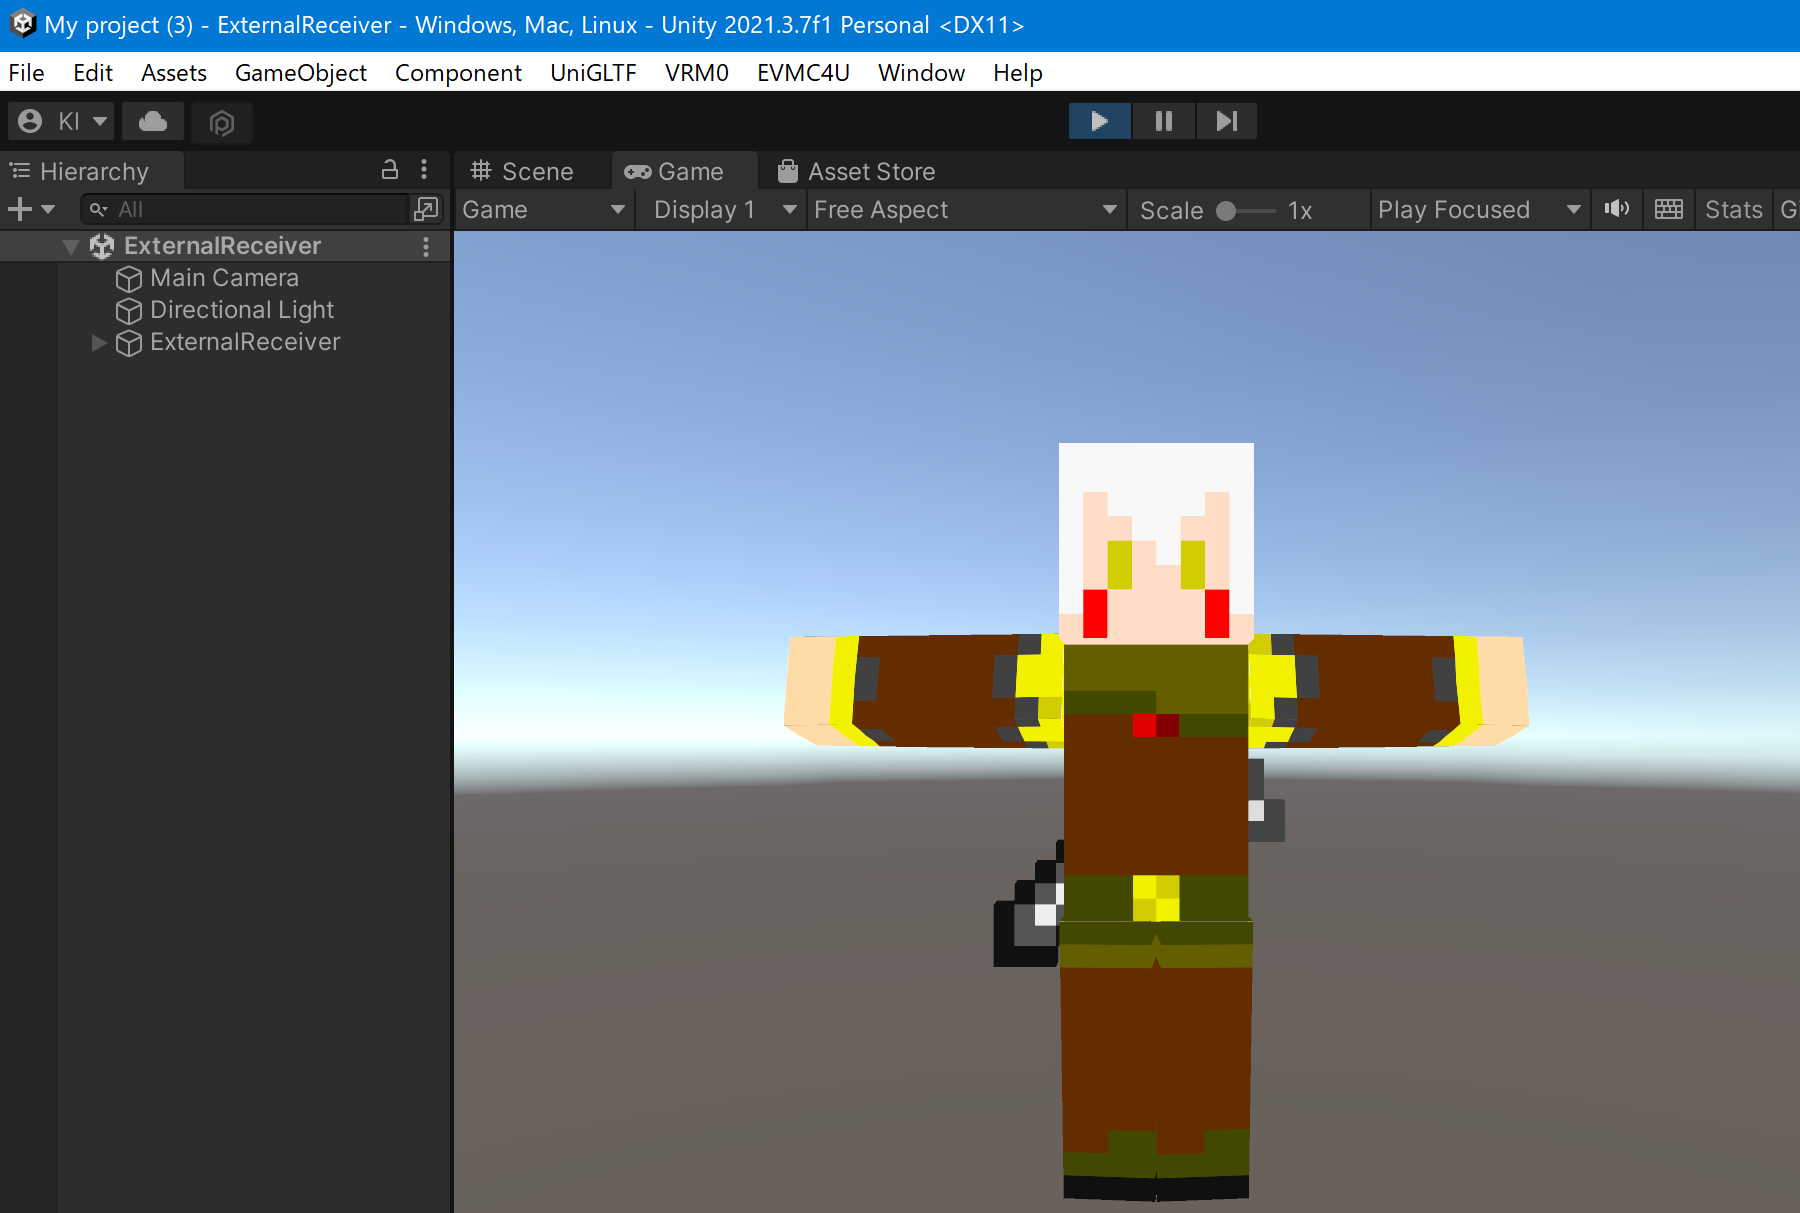 My project (3) - ExternalReceiver - Windows, Mac, Linux - Unity 2021.3.7f1 Personal <DX11>
File Edit Assets GameObject Component UniGLTF VRM0 EVMC4U Window Help
KI
Hierarchy
Scene Game Asset Store
All
Game Display 1 Free Aspect Scale 1x Play Focused Stats
ExternalReceiver
Main Camera
Directional Light
ExternalReceiver